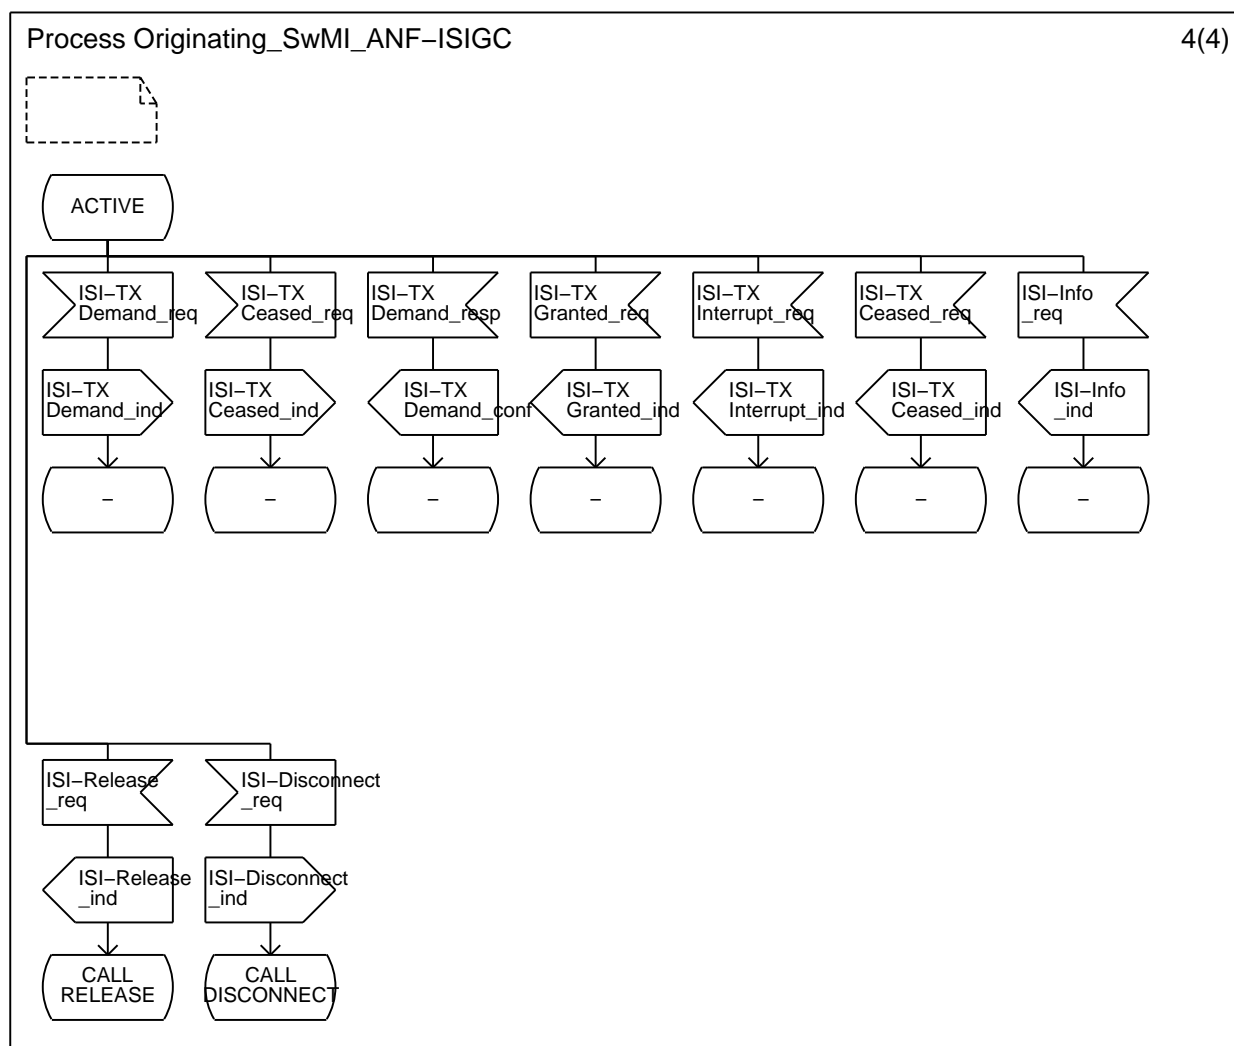 Process Originating_SwMI_ANF−ISIGC
4(4)
ACTIVE
ISI−TX
Demand_req
ISI−TX
Ceased_req
ISI−TX
Demand_resp
ISI−TX
Granted_req
ISI−TX
Interrupt_req
ISI−TX
Ceased_req
ISI−Info
_req
ISI−TX
Demand_ind
ISI−TX
Ceased_ind
ISI−TX
Demand_conf
ISI−TX
Granted_ind
ISI−TX
Interrupt_ind
ISI−TX
Ceased_ind
ISI−Info
_ind
−
−
−
−
−
−
−
ISI−Release
_req
ISI−Disconnect
_req
ISI−Release
_ind
ISI−Disconnect
_ind
CALL
RELEASE
CALL
DISCONNECT